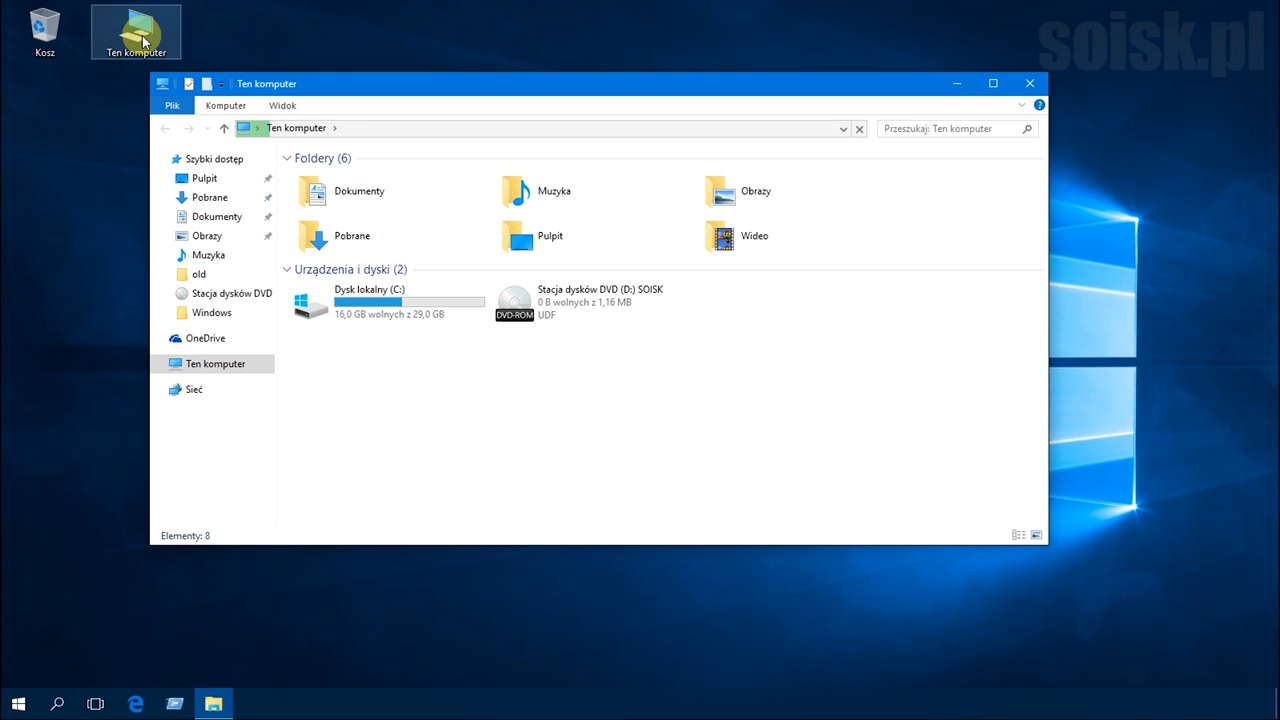 soisk.pl
Kosz
Ten komputer
Ten komputer
Plik Komputer Widok
Ten komputer
Przeszukaj: Ten komputer
Szybki dostęp
Pulpit
Pobrane
Dokumenty
Obrazy
Muzyka
old
Stacja dysków DVD
Windows
OneDrive
Ten komputer
Sieć
Foldery (6)
Dokumenty
Muzyka
Obrazy
Pobrane
Pulpit
Wideo
Urządzenia i dyski (2)
Dysk lokalny (C:)
16,0 GB wolnych z 29,0 GB
DVD-ROM
Stacja dysków DVD (D:) SOISK
0 B wolnych z 1,16 MB
UDF
Elementy: 8